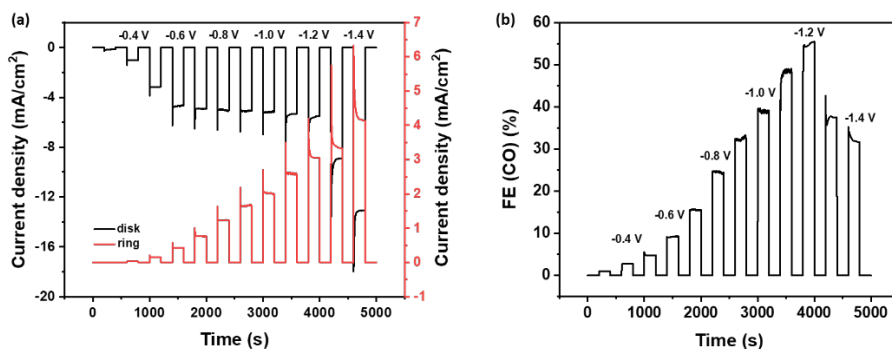 (a)
-0.4 V -0.6 V -0.8 V -1.0 V -1.2 V -1.4 V
0
-4
-8
-12
-16
-20
Current density (mA/cm²)
disk
ring
7
6
5
4
3
2
1
0
-1
Current density (mA/cm²)
0 1000 2000 3000 4000 5000
Time (s)
(b)
60
50
40
30
20
10
0
FE (CO) (%)
-0.4 V
-0.6 V
-0.8 V
-1.0 V
-1.2 V
-1.4 V
0 1000 2000 3000 4000 5000
Time (s)